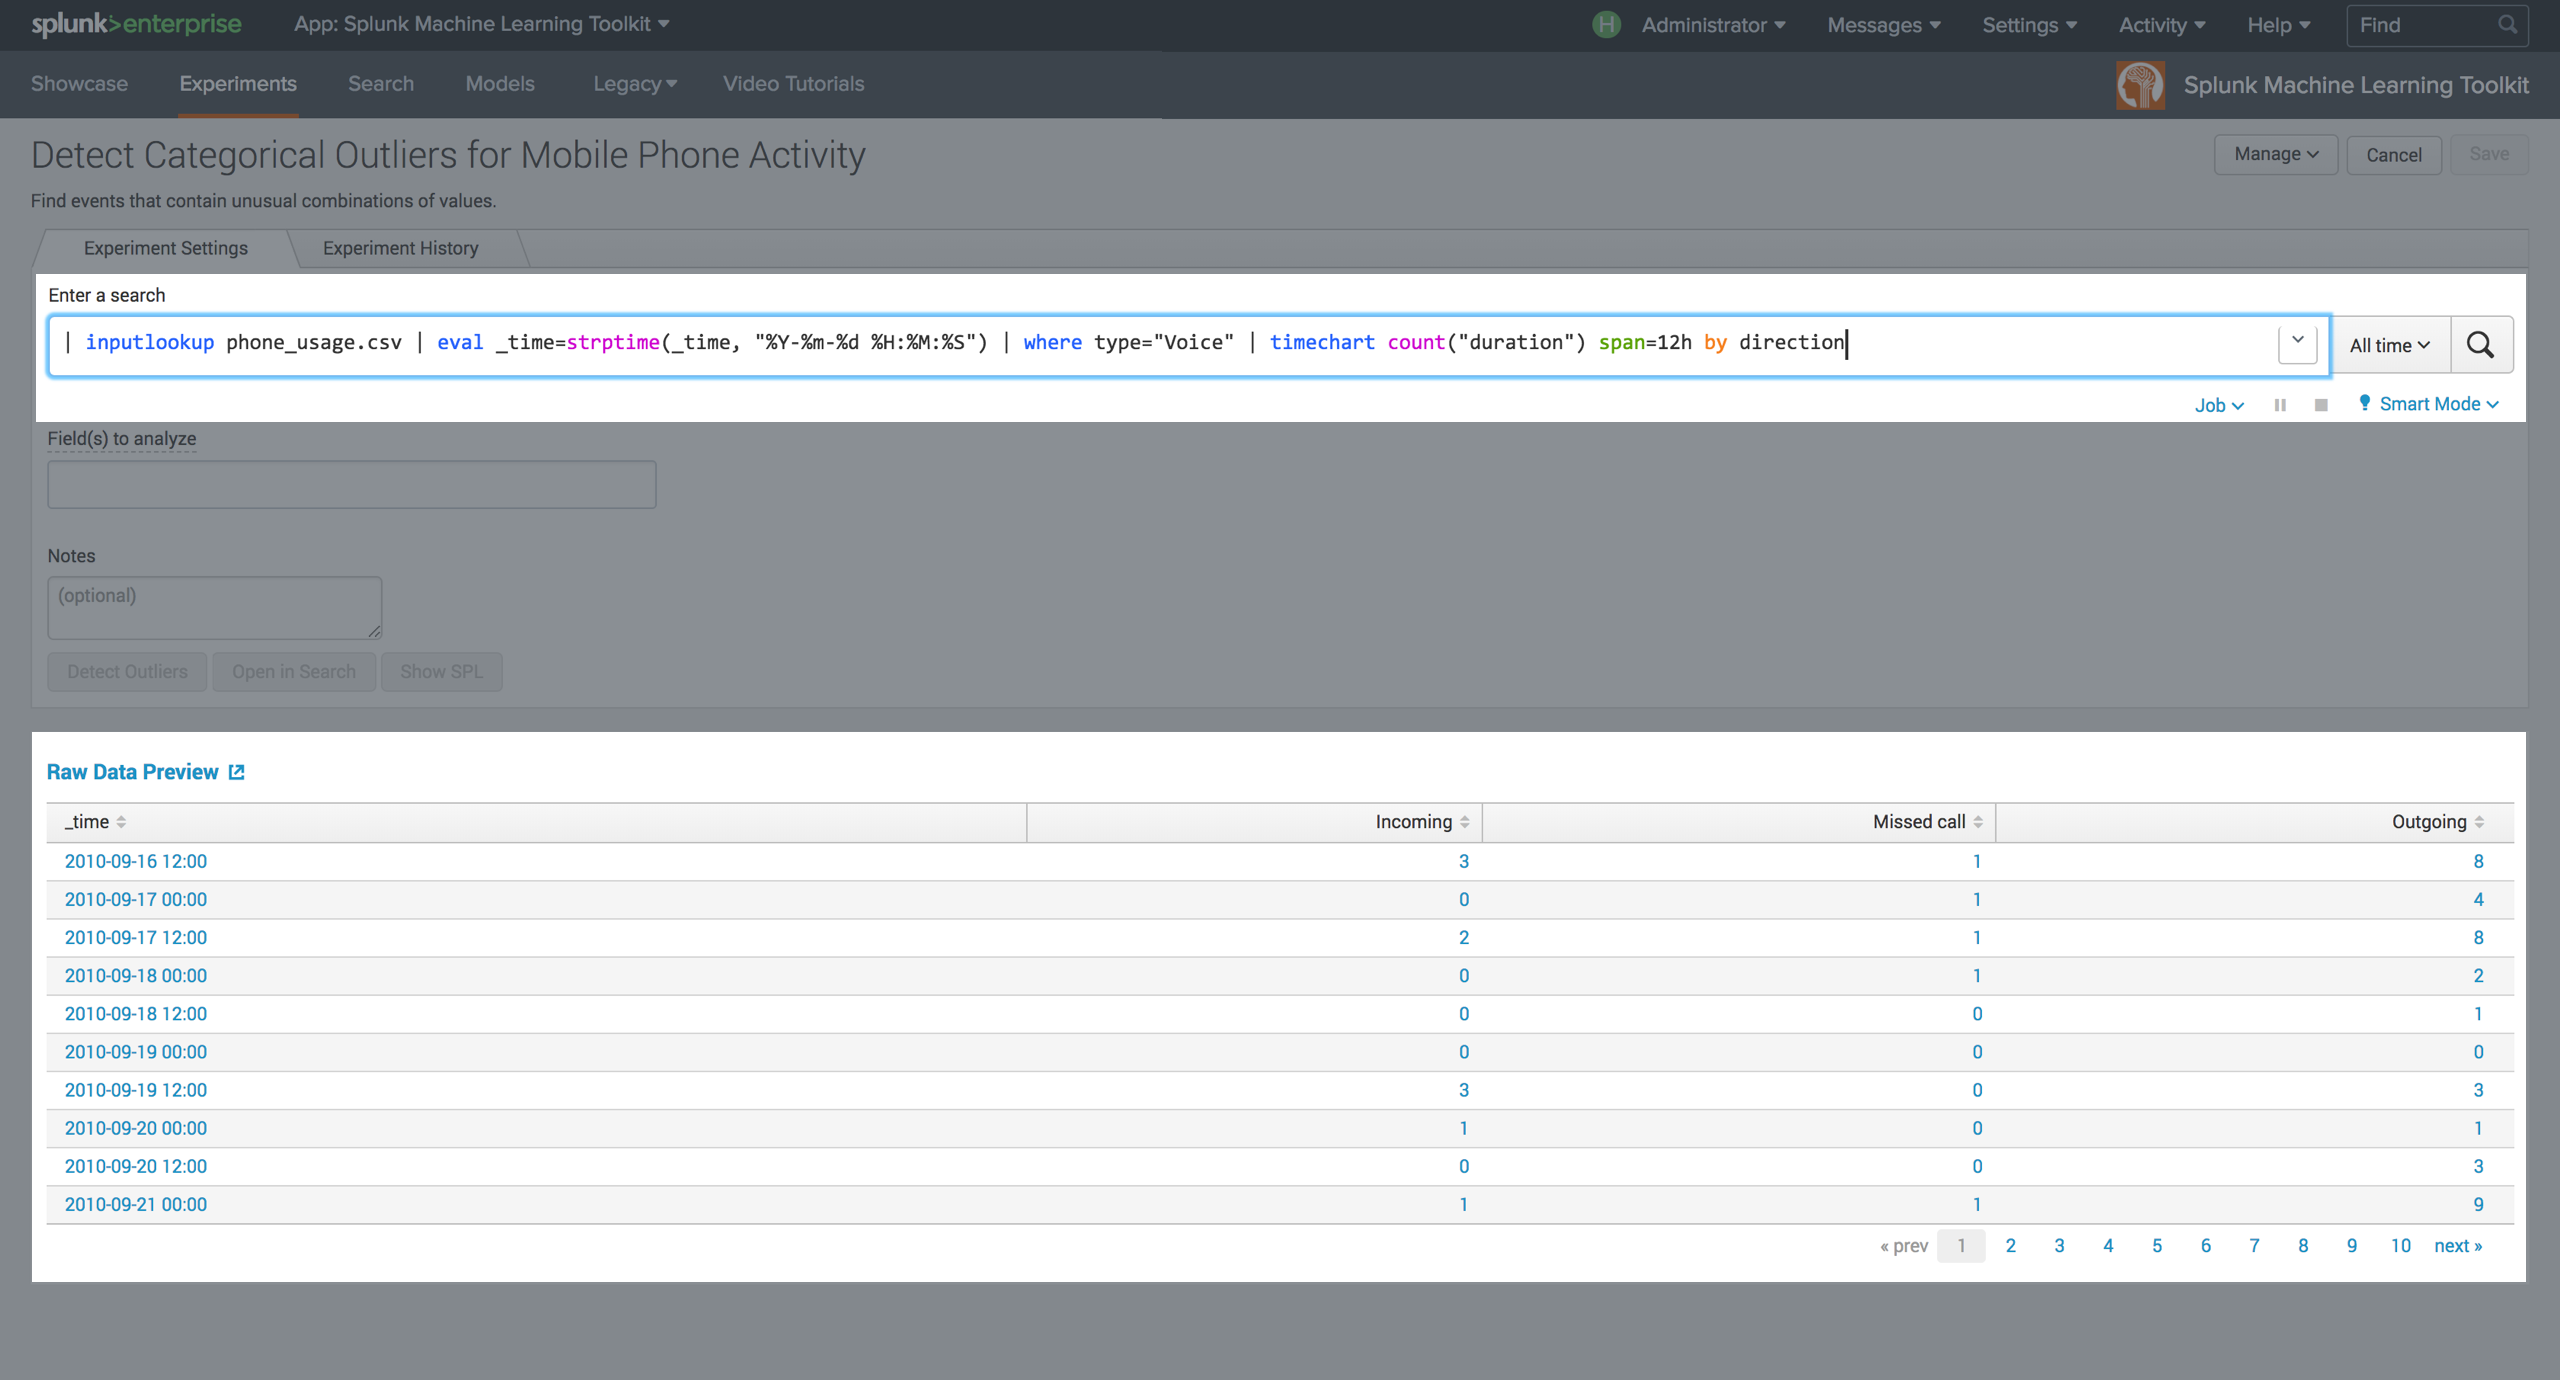 splunk>enterprise App: Splunk Machine Learning Toolkit H Administrator Messages Settings Activity Help Find
Showcase Experiments Search Models Legacy Video Tutorials Splunk Machine Learning Toolkit
Detect Categorical Outliers for Mobile Phone Activity Manage Cancel Save
Find events that contain unusual combinations of values.
Experiment Settings Experiment History
Enter a search
| inputlookup phone_usage.csv | eval _time=strptime(_time, "%Y-%m-%d %H:%M:%S") | where type="Voice" | timechart count("duration") span=12h by direction All time
Job Smart Mode
Field(s) to analyze
Notes
(optional)
Detect Outliers Open in Search Show SPL
Raw Data Preview
_time Incoming Missed call Outgoing
2010-09-16 12:00 3 1 8
2010-09-17 00:00 0 1 4
2010-09-17 12:00 2 1 8
2010-09-18 00:00 0 1 2
2010-09-18 12:00 0 0 1
2010-09-19 00:00 0 0 0
2010-09-19 12:00 3 0 3
2010-09-20 00:00 1 0 1
2010-09-20 12:00 0 0 3
2010-09-21 00:00 1 1 9
« prev 1 2 3 4 5 6 7 8 9 10 next »